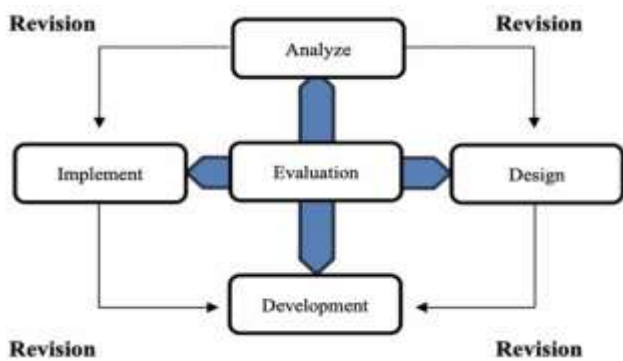 Revision
Revision
Analyze
Implement
Evaluation
Design
Development
Revision
Revision